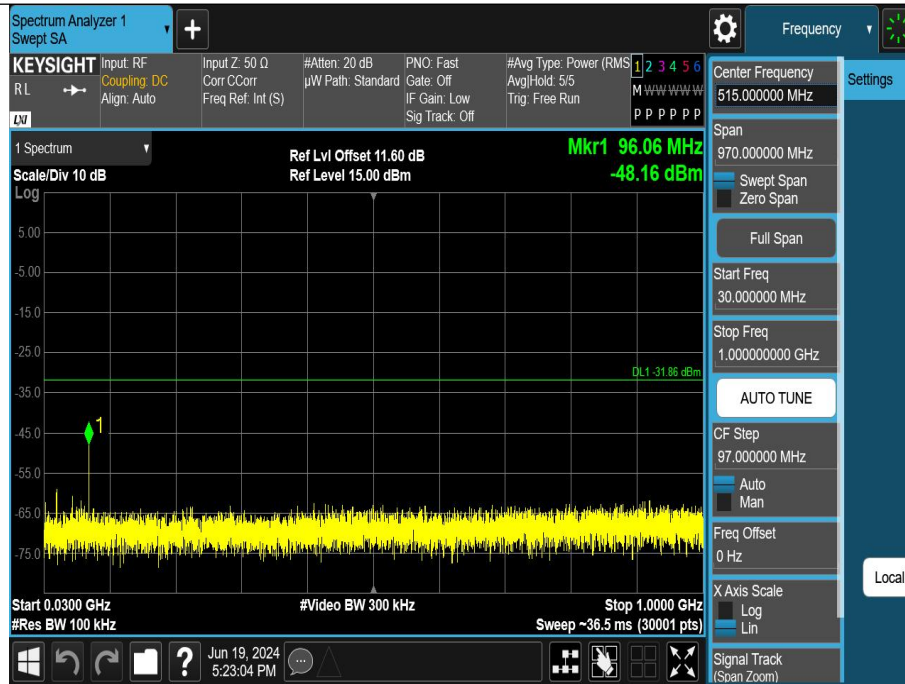 Spectrum Analyzer 1
Swept SA
+
Frequency
KEYSIGHT
RL
LXI
Input: RF
Coupling: DC
Align: Auto
Input Z: 50 Ω
Corr CCorr
Freq Ref: Int (S)
#Atten: 20 dB
µW Path: Standard
PNO: Fast
Gate: Off
IF Gain: Low
Sig Track: Off
#Avg Type: Power (RMS
Avg|Hold: 5/5
Trig: Free Run
1 2 3 4 5 6
M W W W W W
P P P P P P
1 Spectrum
Scale/Div 10 dB
Log
Ref Lvl Offset 11.60 dB
Ref Level 15.00 dBm
Mkr1 96.06 MHz
-48.16 dBm
5.00
-5.00
-15.0
-25.0
DL1 -31.86 dBm
-35.0
1
-45.0
-55.0
-65.0
-75.0
Start 0.0300 GHz
#Res BW 100 kHz
#Video BW 300 kHz
Stop 1.0000 GHz
Sweep ~36.5 ms (30001 pts)
?
Jun 19, 2024
5:23:04 PM
Center Frequency
515.000000 MHz
Settings
Span
970.000000 MHz
Swept Span
Zero Span
Full Span
Start Freq
30.000000 MHz
Stop Freq
1.000000000 GHz
AUTO TUNE
CF Step
97.000000 MHz
Auto
Man
Freq Offset
0 Hz
Local
X Axis Scale
Log
Lin
Signal Track
(Span Zoom)